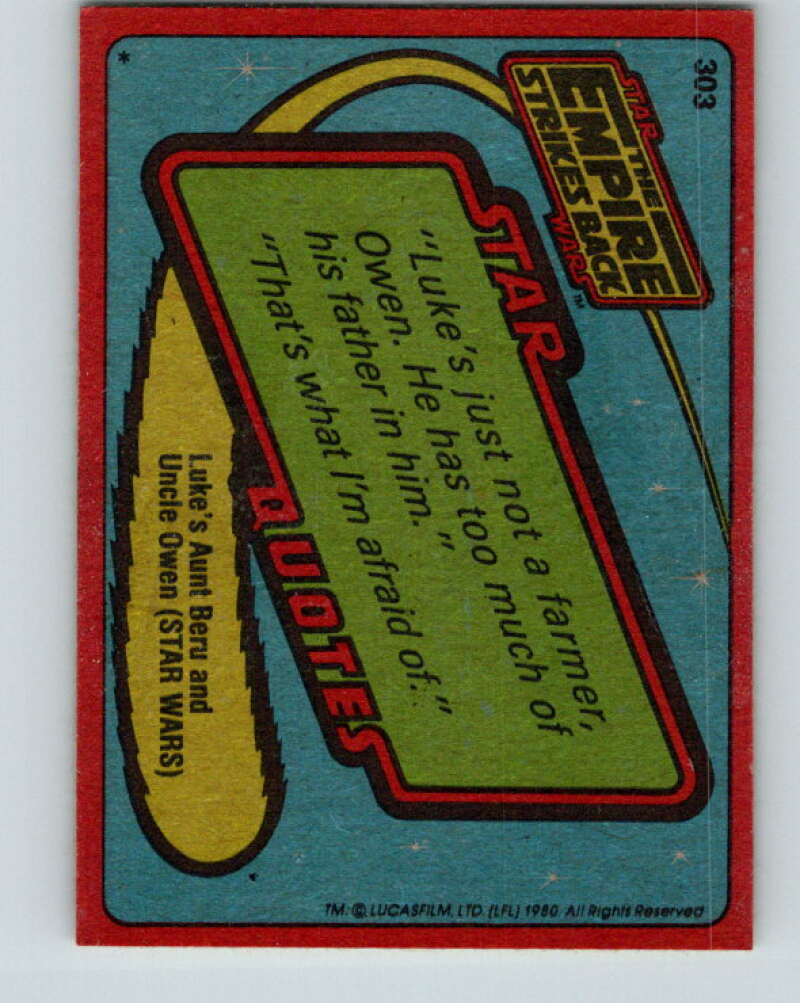 303
STAR
THE
EMPIRE
STRIKES BACK
WARS™
STAR
"Luke's just not a farmer,
Owen. He has too much of
his father in him."
"That's what I'm afraid of."
QUOTES
Luke's Aunt Beru and
Uncle Owen (STAR WARS)
*
TM: © LUCASFILM, LTD. (LFL) 1980. All Rights Reserved